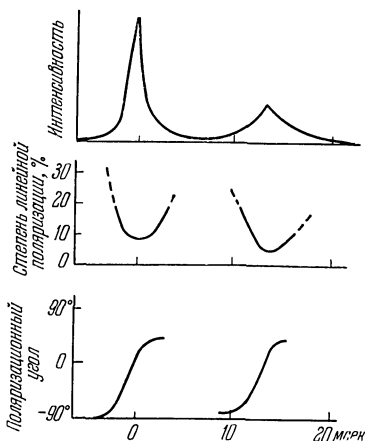 Интенсивность
Степень линейной
поляризации, %
30
20
10
0
Поляризационный
угол
90°
0
-90°
0
10
20 мсек